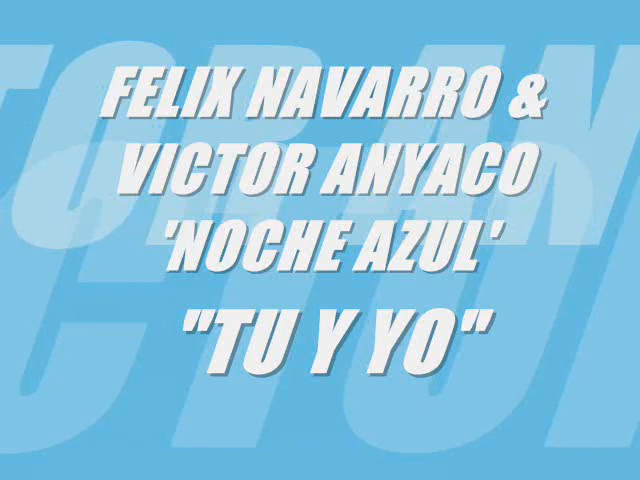 FELIX NAVARRO &
VICTOR ANYACO
'NOCHE AZUL'
"TU Y YO"